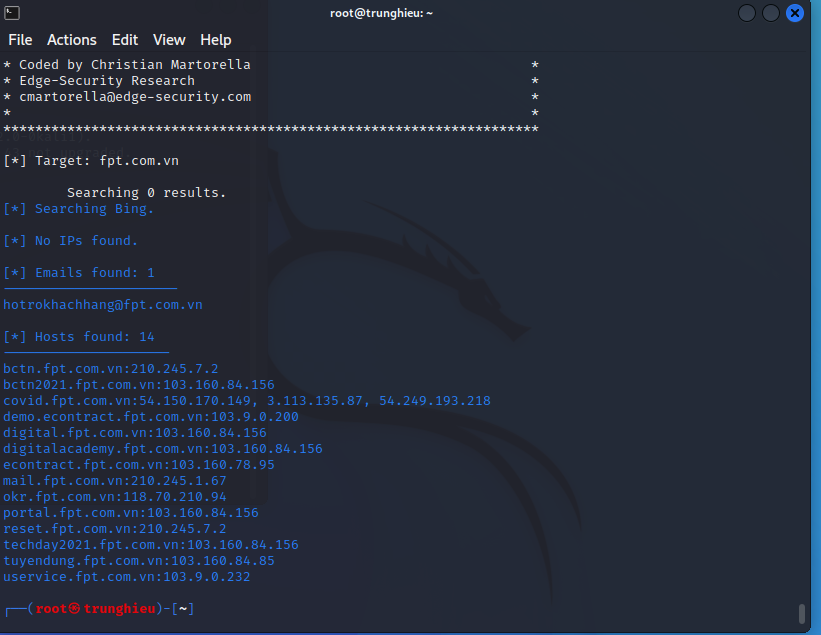 root@trunghieu: ~
File Actions Edit View Help
* Coded by Christian Martorella *
* Edge-Security Research *
* cmartorella@edge-security.com *
* *
*******************************************************************
[*] Target: fpt.com.vn
Searching 0 results.
[*] Searching Bing.
[*] No IPs found.
[*] Emails found: 1
----------------------
hotrokhachhang@fpt.com.vn
[*] Hosts found: 14
---------------------
bctn.fpt.com.vn:210.245.7.2
bctn2021.fpt.com.vn:103.160.84.156
covid.fpt.com.vn:54.150.170.149, 3.113.135.87, 54.249.193.218
demo.econtract.fpt.com.vn:103.9.0.200
digital.fpt.com.vn:103.160.84.156
digitalacademy.fpt.com.vn:103.160.84.156
econtract.fpt.com.vn:103.160.78.95
mail.fpt.com.vn:210.245.1.67
okr.fpt.com.vn:118.70.210.94
portal.fpt.com.vn:103.160.84.156
reset.fpt.com.vn:210.245.7.2
techday2021.fpt.com.vn:103.160.84.156
tuyendung.fpt.com.vn:103.160.84.85
uservice.fpt.com.vn:103.9.0.232
┌──(root㉿trunghieu)-[~]